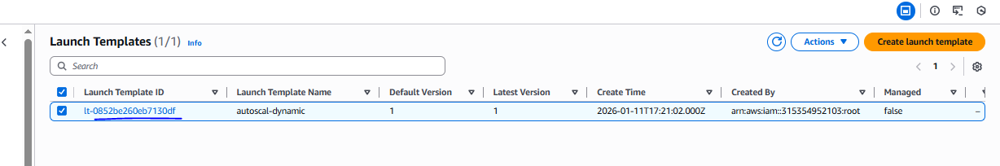 Launch Templates (1/1) Info
Actions
Create launch template
Search
1
Launch Template ID Launch Template Name Default Version Latest Version Create Time Created By Managed
lt-0852be260eb7130df autoscal-dynamic 1 1 2026-01-11T17:21:02.000Z arn:aws:iam::315354952103:root false –